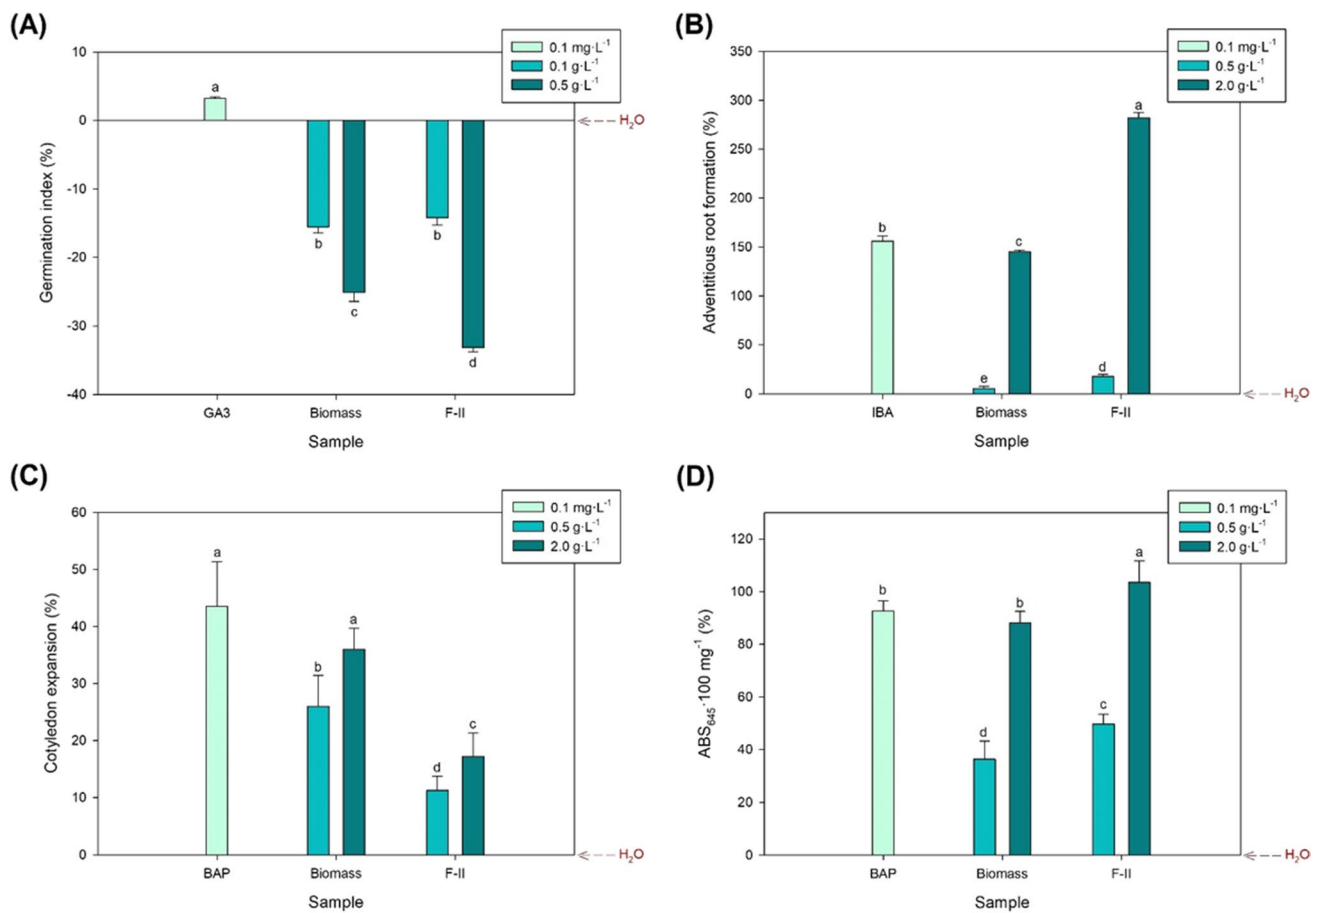 (A)
0.1 mg·L⁻¹
0.1 g·L⁻¹
0.5 g·L⁻¹
10
0
-10
-20
-30
-40
Germination index (%)
a
b
c
b
d
H₂O
GA3 Biomass F-II
Sample
(B)
0.1 mg·L⁻¹
0.5 g·L⁻¹
2.0 g·L⁻¹
350
300
250
200
150
100
50
0
Adventitious root formation (%)
b
e
c
d
a
H₂O
IBA Biomass F-II
Sample
(C)
0.1 mg·L⁻¹
0.5 g·L⁻¹
2.0 g·L⁻¹
60
50
40
30
20
10
0
Cotyledon expansion (%)
a
b
a
d
c
H₂O
BAP Biomass F-II
Sample
(D)
0.1 mg·L⁻¹
0.5 g·L⁻¹
2.0 g·L⁻¹
120
100
80
60
40
20
0
ABS₆₄₅·100 mg⁻¹ (%)
b
d
b
c
a
H₂O
BAP Biomass F-II
Sample